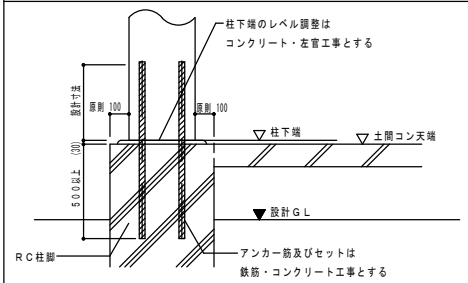 柱下端のレベル調整は
コンクリート・左官工事とする
設計寸法
原則 100
原則 100
柱下端
土間コン天端
(30)
500以上
設計GL
RC柱脚
アンカー筋及びセットは
鉄筋・コンクリート工事とする